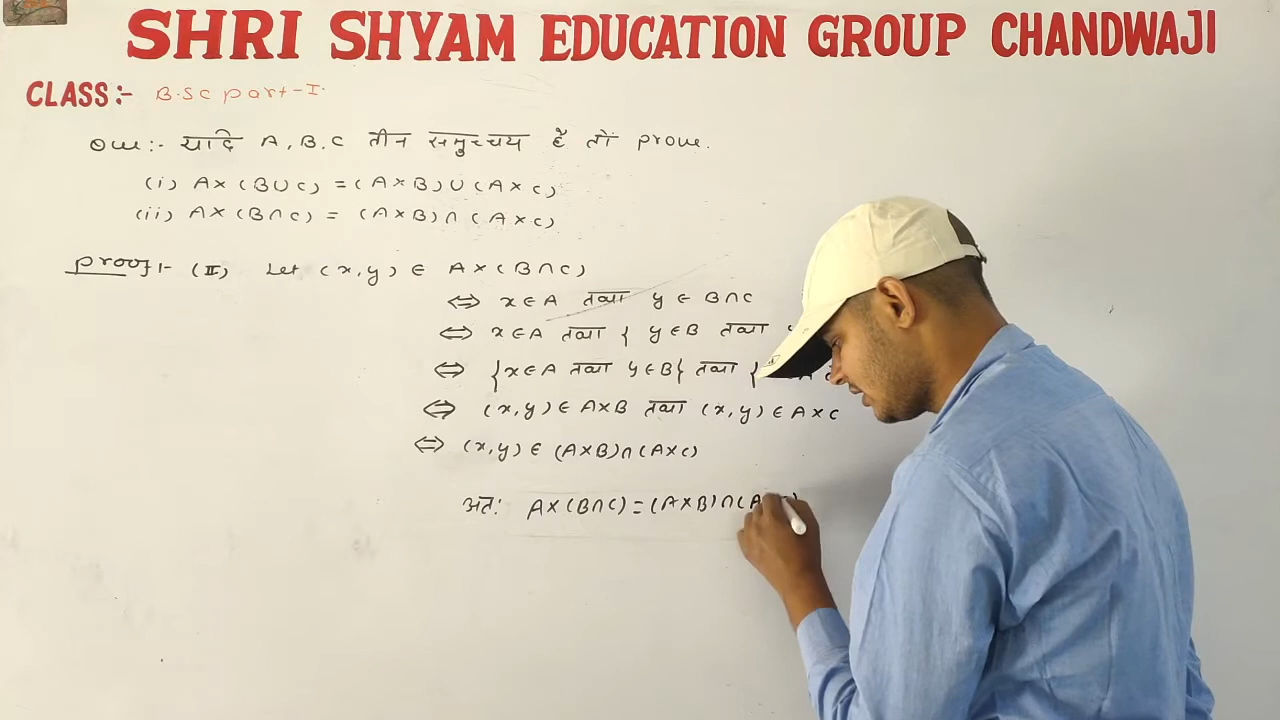 SHRI SHYAM EDUCATION GROUP CHANDWAJI
CLASS:- B.Sc part-I.
Que:- यादि A, B, C तीन समुच्चय है तो prove.
(i) A×(B∪C) = (A×B)∪(A×C)
(ii) A×(B∩C) = (A×B)∩(A×C)
Proof:- (II) Let (x,y) ∈ A×(B∩C)
⇔ x∈A तथा y ∈ B∩C
⇔ x∈A तथा { y∈B तथा
⇔ {x∈A तथा y∈B} तथा {
⇔ (x,y) ∈ A×B तथा (x,y) ∈ A×C
⇔ (x,y) ∈ (A×B)∩(A×C)
अत: A×(B∩C) = (A×B)∩(A